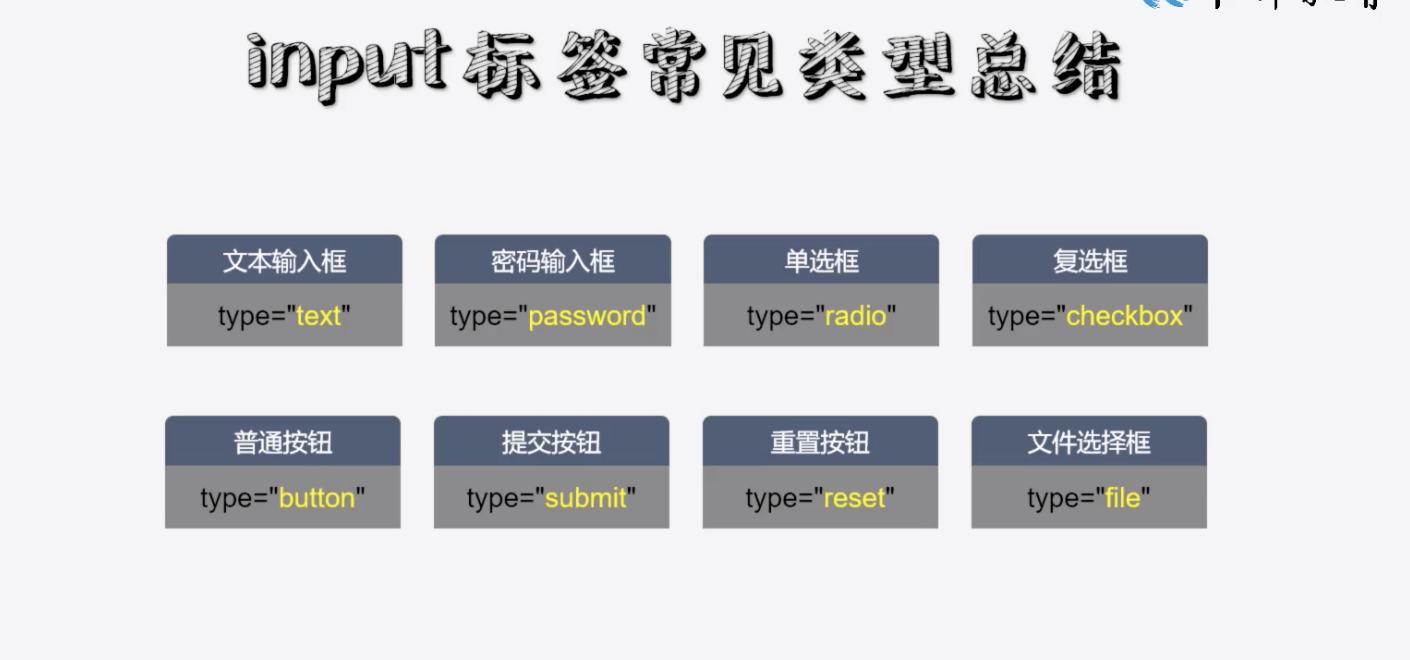 input标签常见类型总结
文本输入框
type="text"
密码输入框
type="password"
单选框
type="radio"
复选框
type="checkbox"
普通按钮
type="button"
提交按钮
type="submit"
重置按钮
type="reset"
文件选择框
type="file"